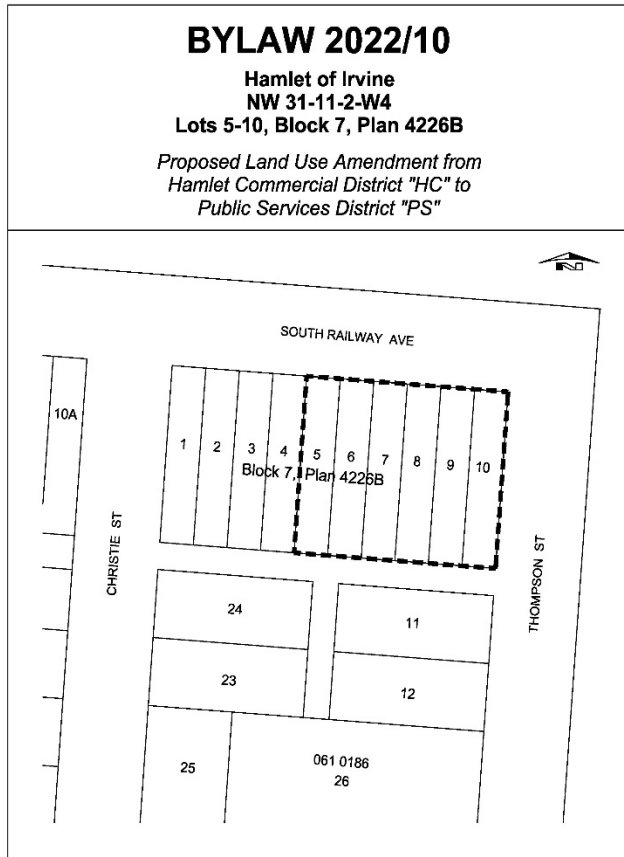 BYLAW 2022/10
Hamlet of Irvine
NW 31-11-2-W4
Lots 5-10, Block 7, Plan 4226B
Proposed Land Use Amendment from
Hamlet Commercial District "HC" to
Public Services District "PS"
N
SOUTH RAILWAY AVE
10A
1 2 3 4 5 6 7 8 9 10
Block 7, Plan 4226B
CHRISTIE ST
THOMPSON ST
24
11
23
12
25
061 0186
26